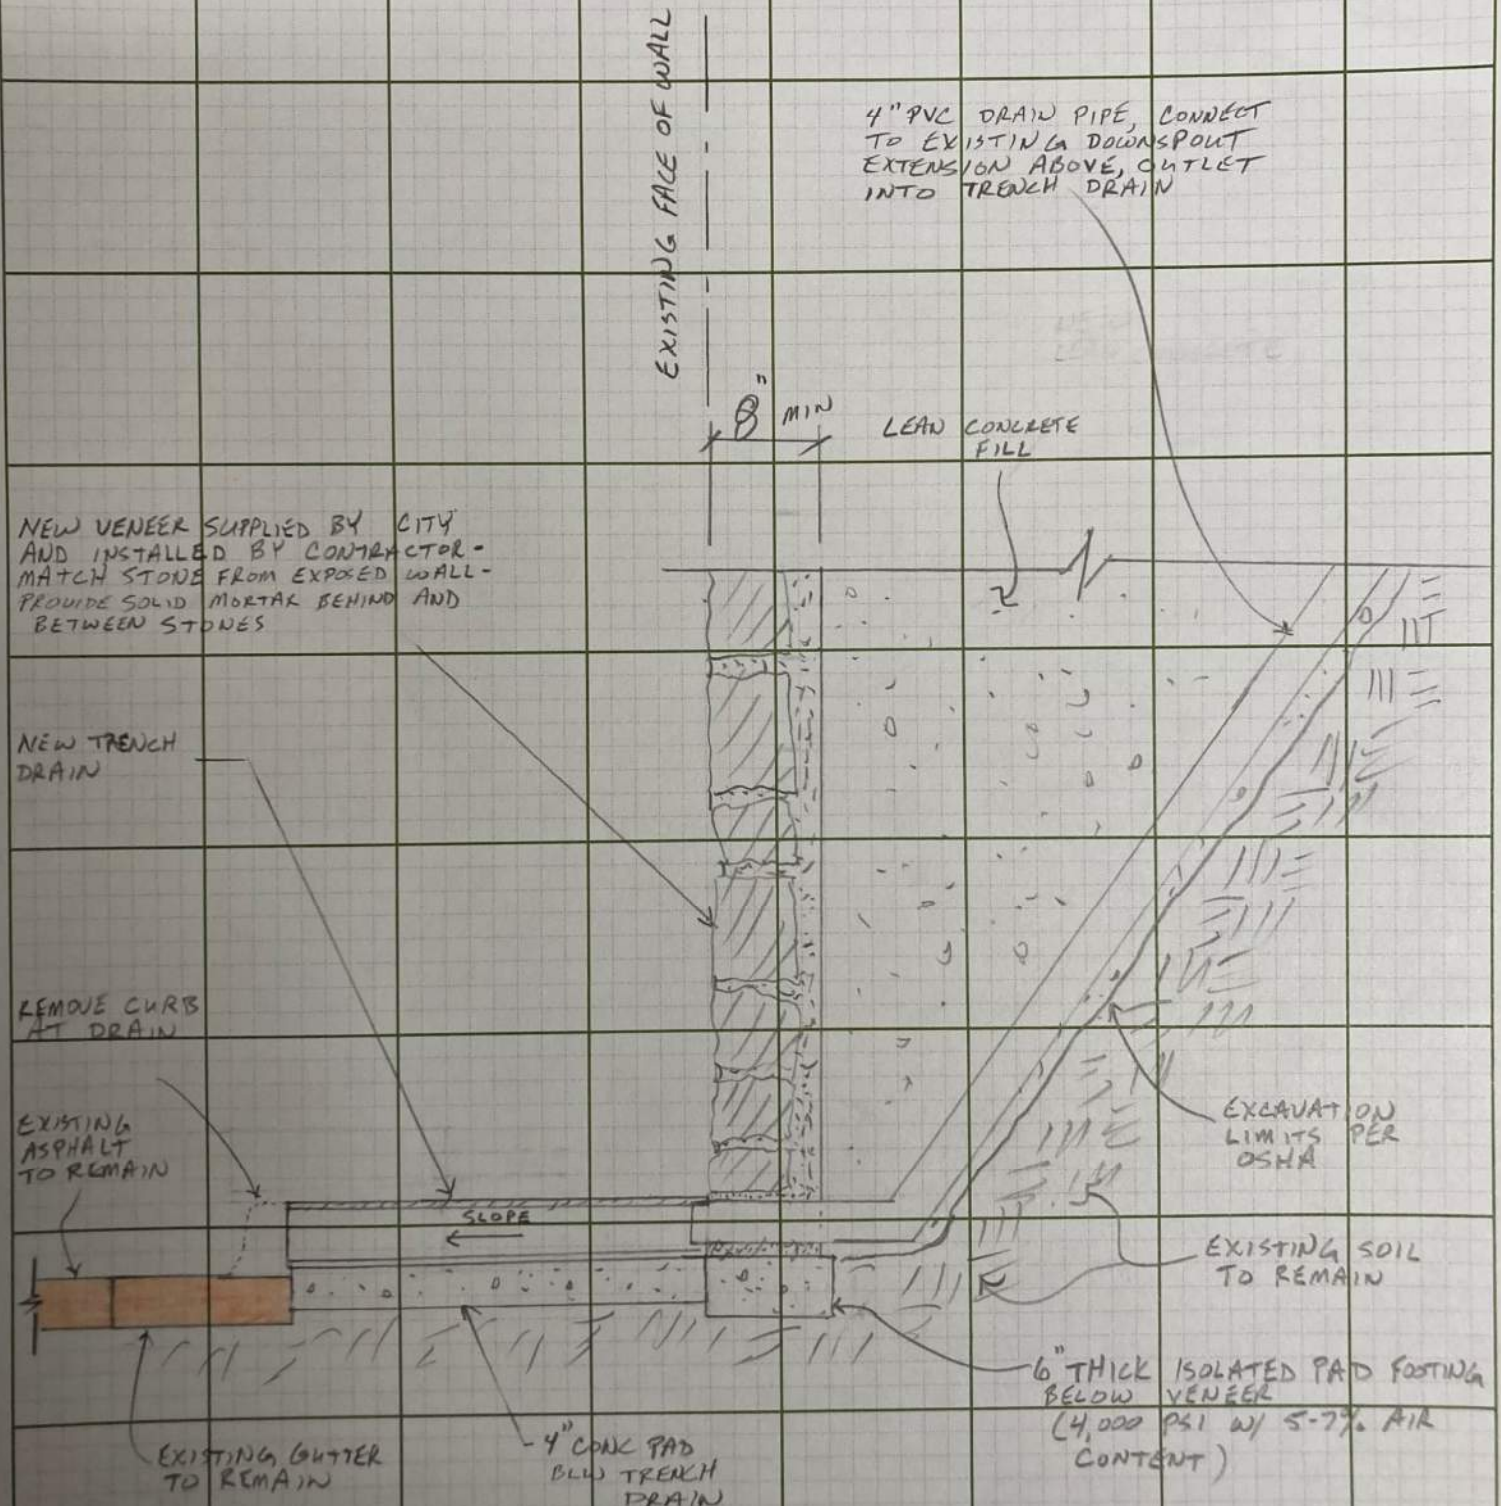 EXISTING FACE OF WALL
4" PVC DRAIN PIPE, CONNECT
TO EXISTING DOWNSPOUT
EXTENSION ABOVE, OUTLET
INTO TRENCH DRAIN
8" MIN
LEAN CONCRETE
FILL
NEW VENEER SUPPLIED BY CITY
AND INSTALLED BY CONTRACTOR-
MATCH STONE FROM EXPOSED WALL-
PROVIDE SOLID MORTAR BEHIND AND
BETWEEN STONES
NEW TRENCH
DRAIN
REMOVE CURB
AT DRAIN
EXISTING
ASPHALT
TO REMAIN
SLOPE
EXCAVATION
LIMITS PER
OSHA
EXISTING SOIL
TO REMAIN
6" THICK ISOLATED PAD FOOTING
BELOW VENEER
(4,000 PSI W/ 5-7% AIR
CONTENT)
EXISTING GUTTER
TO REMAIN
4" CONC PAD
BLW TRENCH
DRAIN